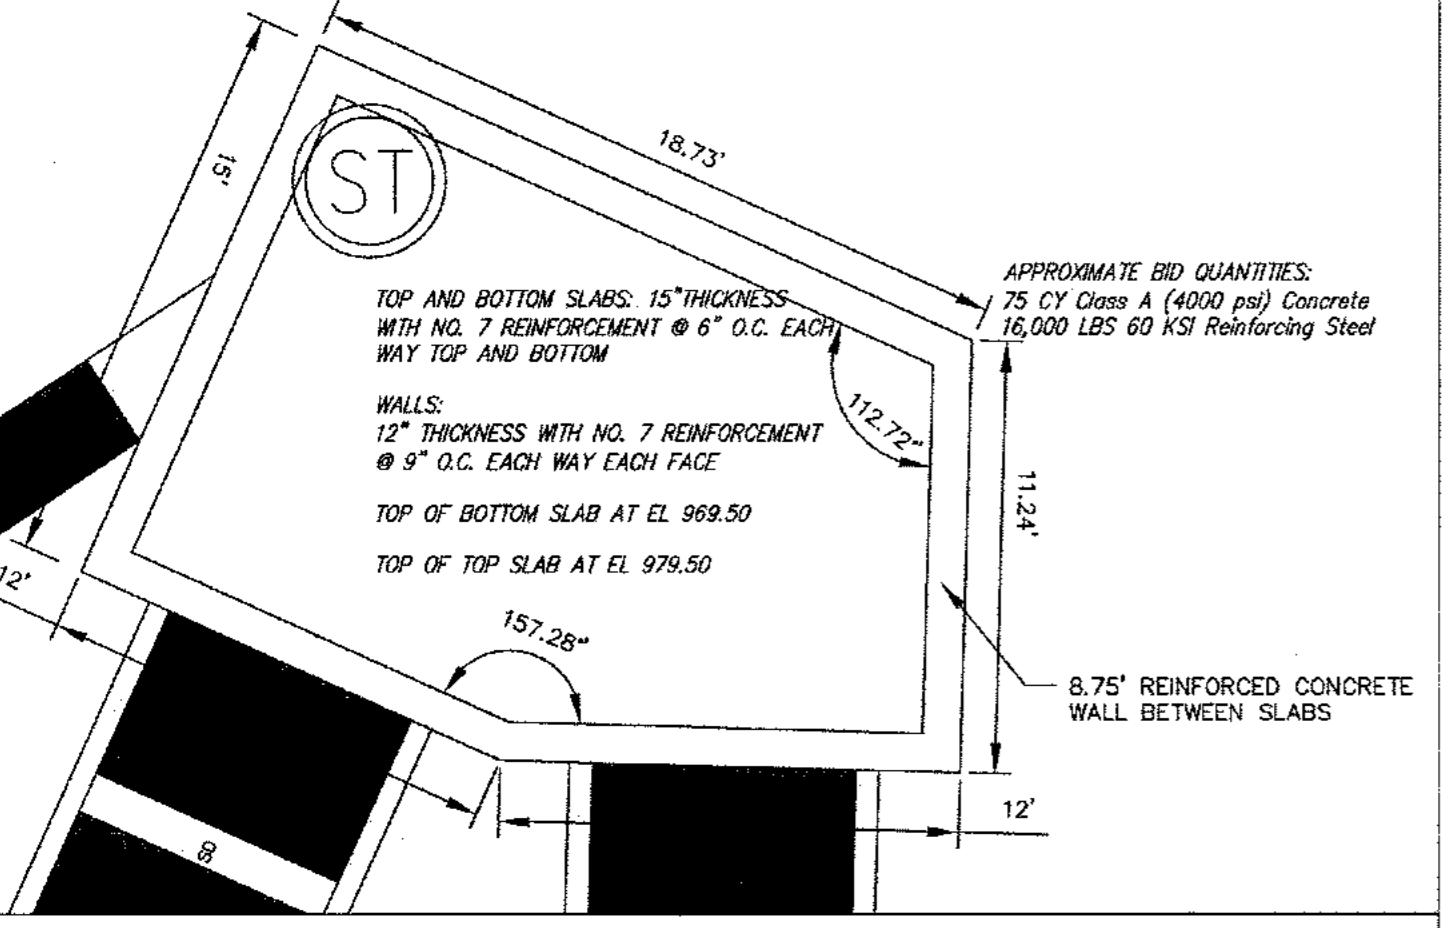 18.73'
15'
ST
APPROXIMATE BID QUANTITIES:
75 CY Class A (4000 psi) Concrete
16,000 LBS 60 KSI Reinforcing Steel
TOP AND BOTTOM SLABS: 15" THICKNESS
WITH NO. 7 REINFORCEMENT @ 6" O.C. EACH
WAY TOP AND BOTTOM
112.72°
WALLS:
12" THICKNESS WITH NO. 7 REINFORCEMENT
@ 9" O.C. EACH WAY EACH FACE
11.24'
TOP OF BOTTOM SLAB AT EL 969.50
TOP OF TOP SLAB AT EL 979.50
12'
157.28°
8.75' REINFORCED CONCRETE
WALL BETWEEN SLABS
12'
SD